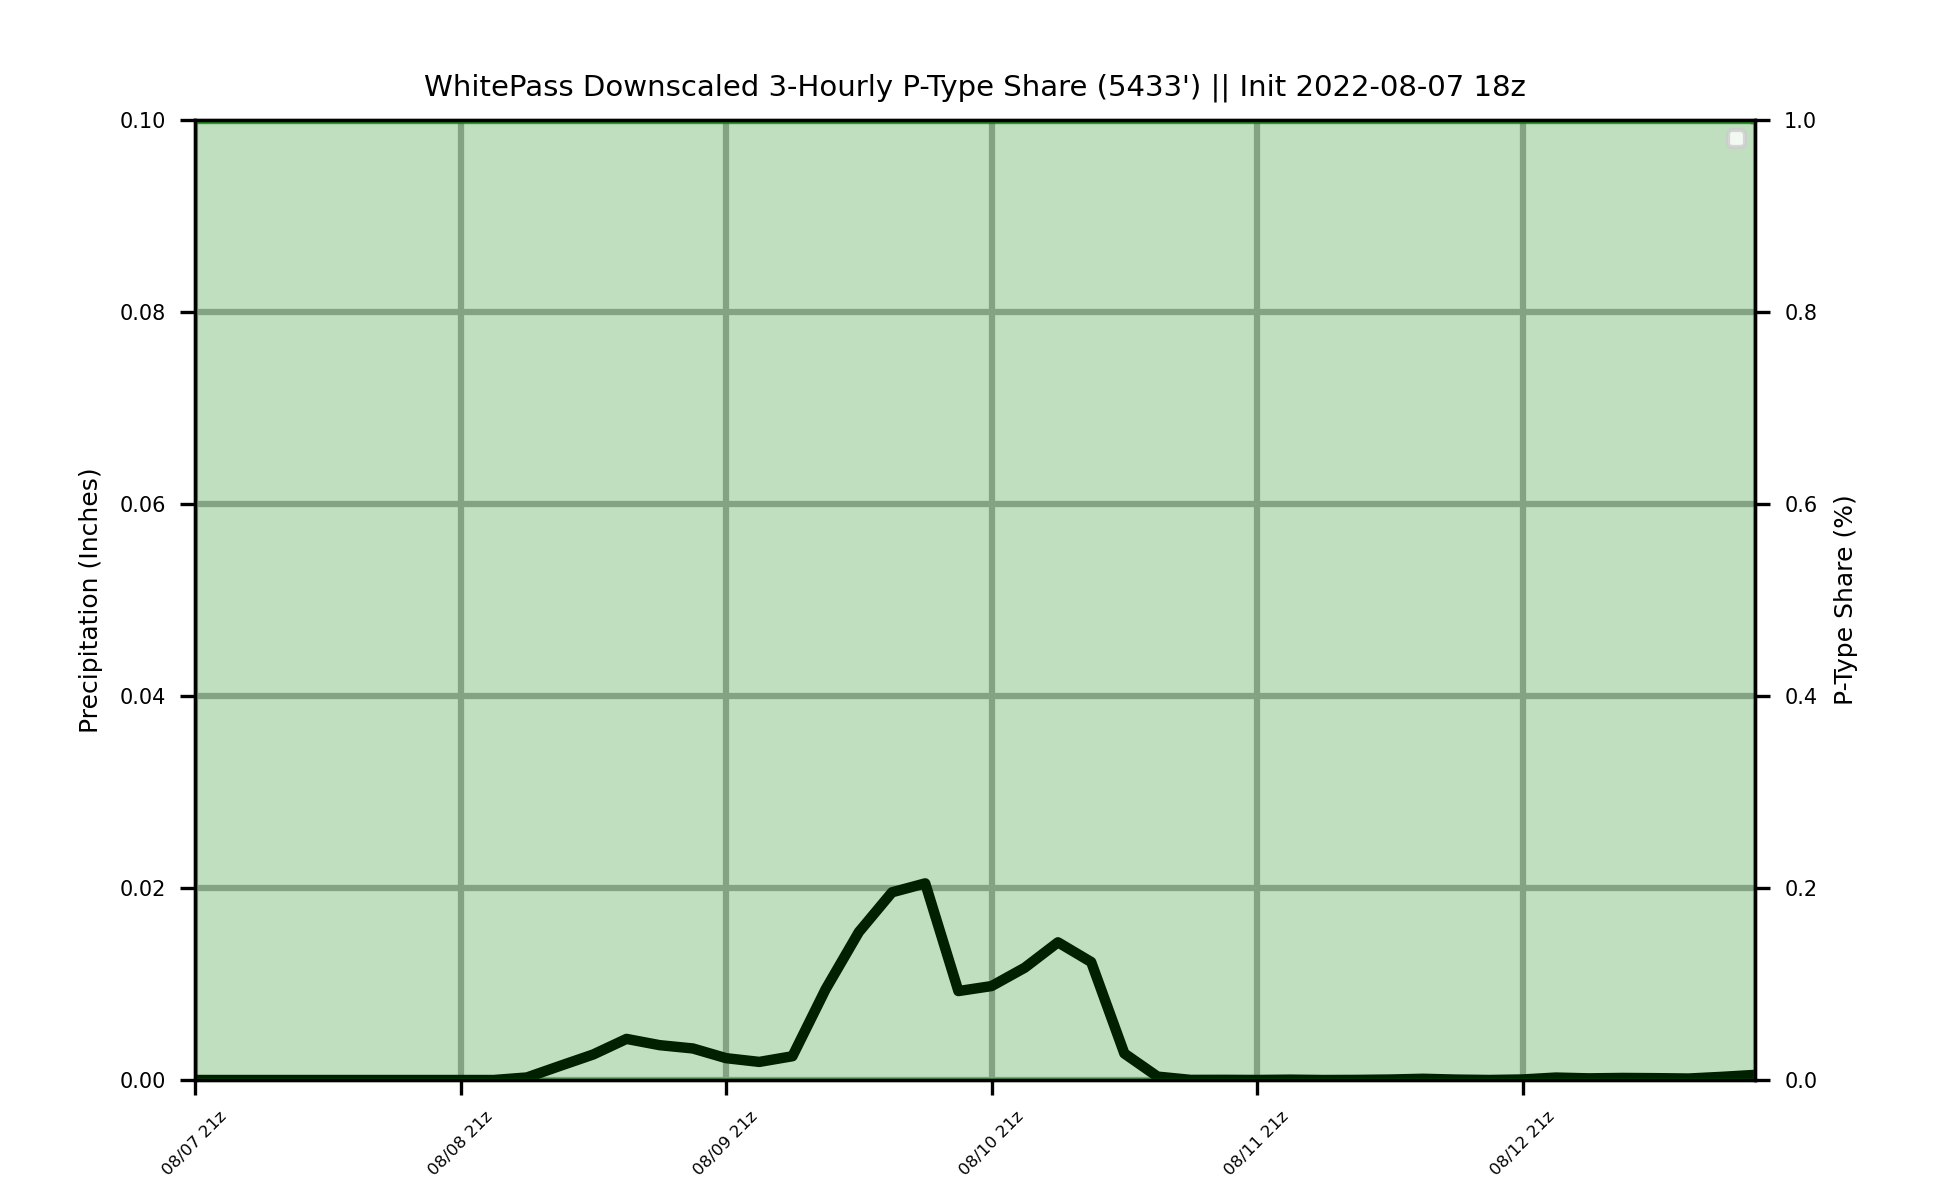 WhitePass Downscaled 3-Hourly P-Type Share (5433') || Init 2022-08-07 18z
0.10
0.08
0.06
0.04
0.02
0.00
Precipitation (Inches)
1.0
0.8
0.6
0.4
0.2
0.0
P-Type Share (%)
08/07 21z
08/08 21z
08/09 21z
08/10 21z
08/11 21z
08/12 21z